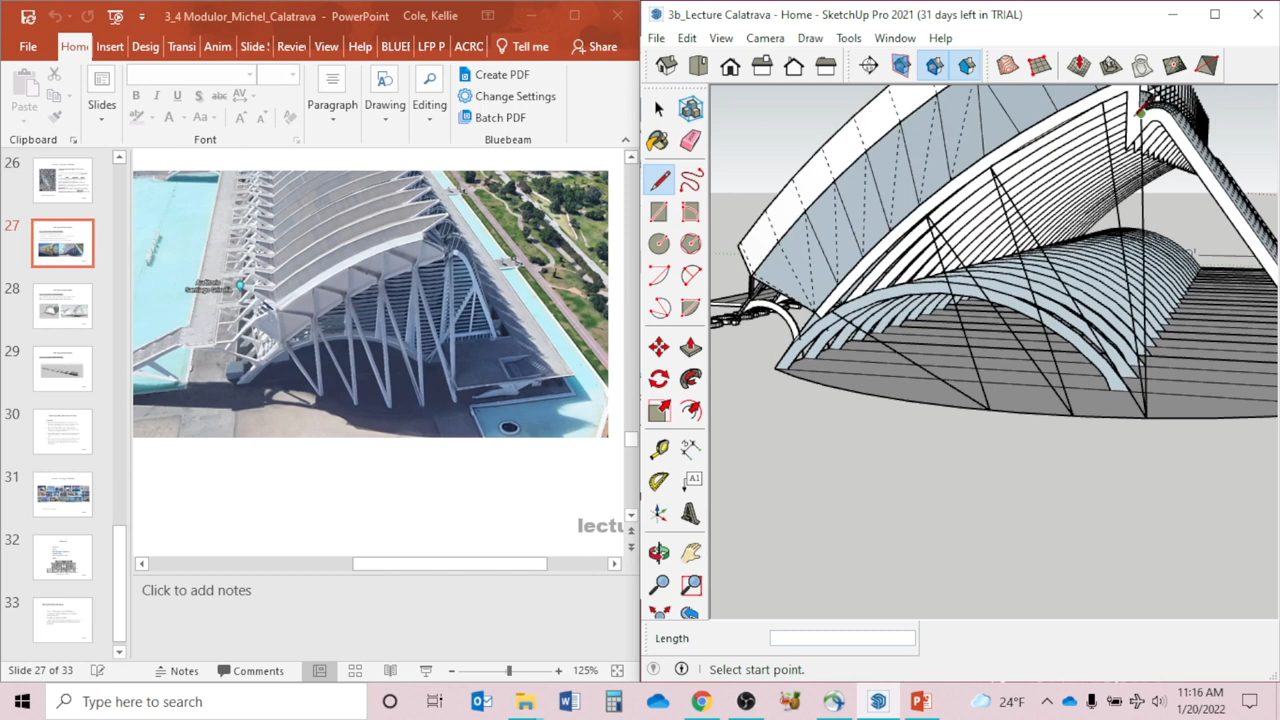 3_4 Modulor_Michel_Calatrava - PowerPoint
Cole, Kellie
File
Hom
Insert
Desig
Transi
Anim
Slide
Review
View
Help
BLUEI
LFP P
ACRC
Tell me
Share
Paste
Clipboard
Slides
Font
Paragraph
Drawing
Editing
Create PDF
Change Settings
Batch PDF
Bluebeam
26
27
28
29
30
31
32
33
lectu
Click to add notes
Slide 27 of 33
Notes
Comments
125%
3b_Lecture Calatrava - Home - SketchUp Pro 2021 (31 days left in TRIAL)
File Edit View Camera Draw Tools Window Help
A1
Length
Select start point.
Type here to search
24°F
11:16 AM
1/20/2022